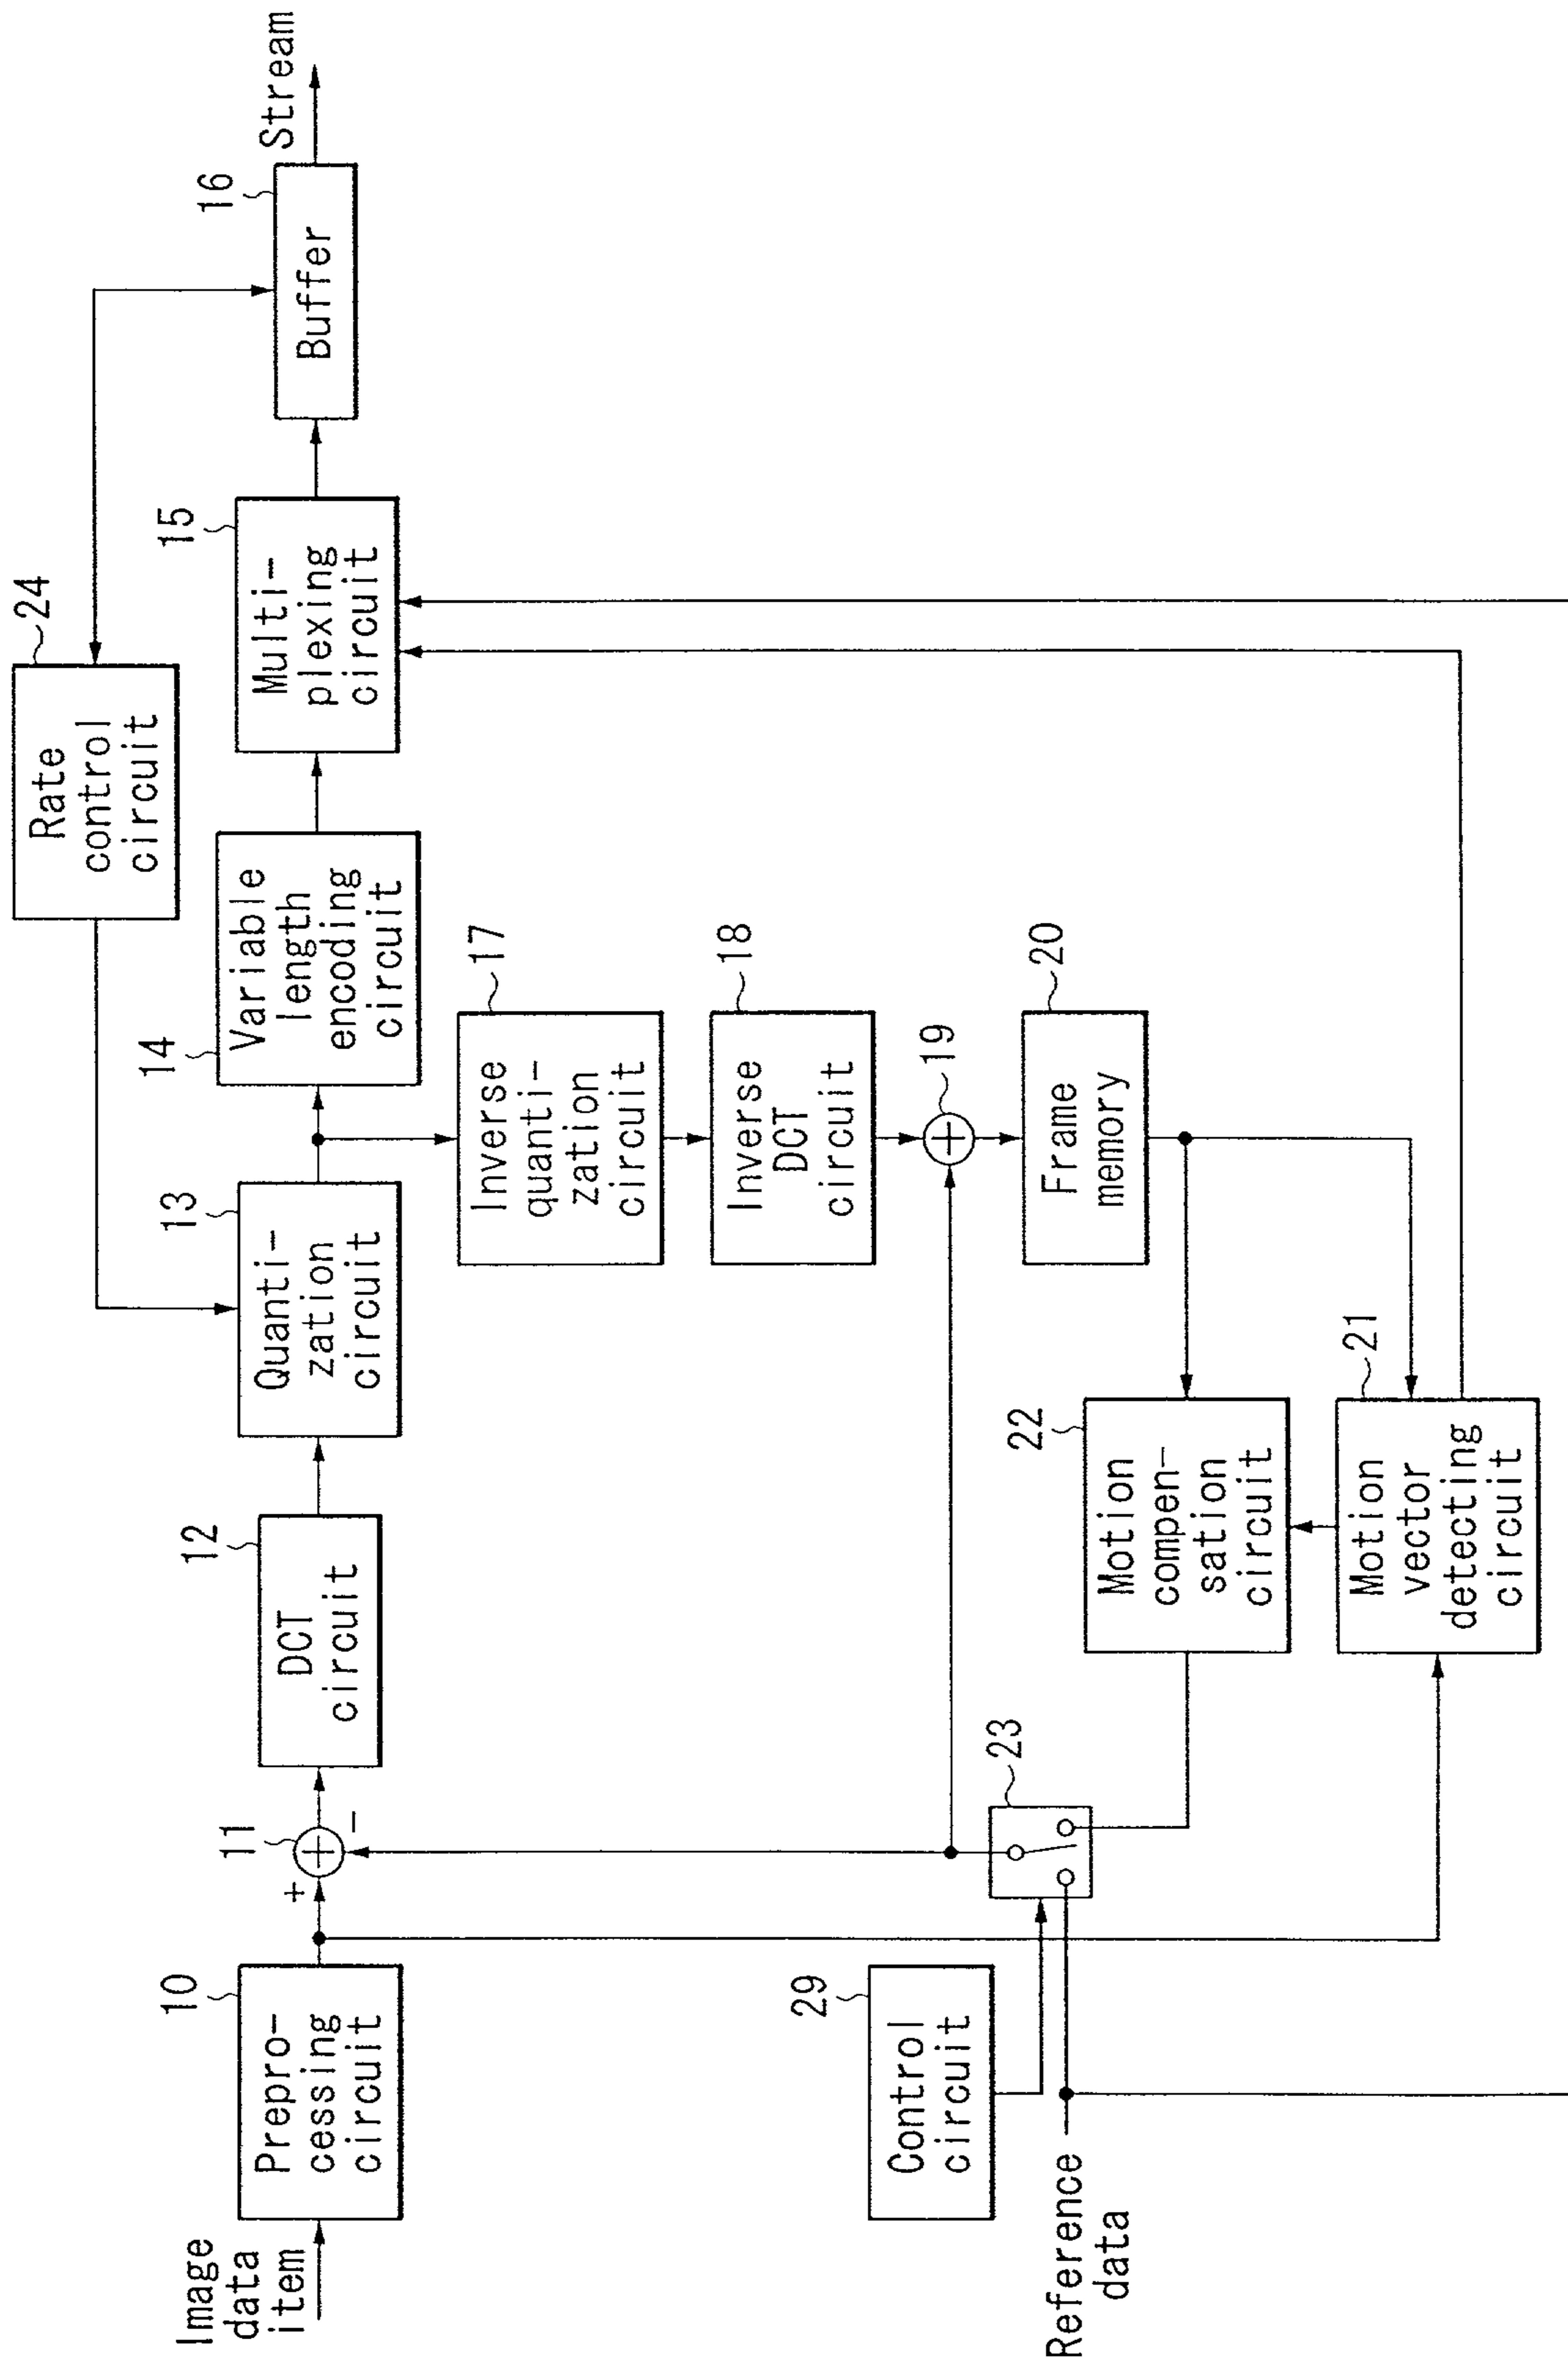 24
Rate
control
circuit
10
Prepro-
cessing
circuit
Image
data
item
11
+
-
12
DCT
circuit
13
Quanti-
zation
circuit
14
Variable
length
encoding
circuit
15
Multi-
plexing
circuit
16
Buffer
Stream
17
Inverse
quanti-
zation
circuit
18
Inverse
DCT
circuit
19
20
Frame
memory
29
Control
circuit
Reference
data
23
22
Motion
compen-
sation
circuit
21
Motion
vector
detecting
circuit